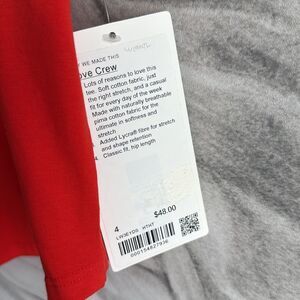 WE MADE THIS
ove Crew
Lots of reasons to love this
tee. Soft cotton fabric, just
the right stretch, and a casual
fit for every day of the week
Made with naturally breathable
pima cotton fabric for the
ultimate in softness and
stretch
Added Lycra® fibre for stretch
and shape retention
Classic fit, hip length
4
$48.00
LW3EYDS HTHT